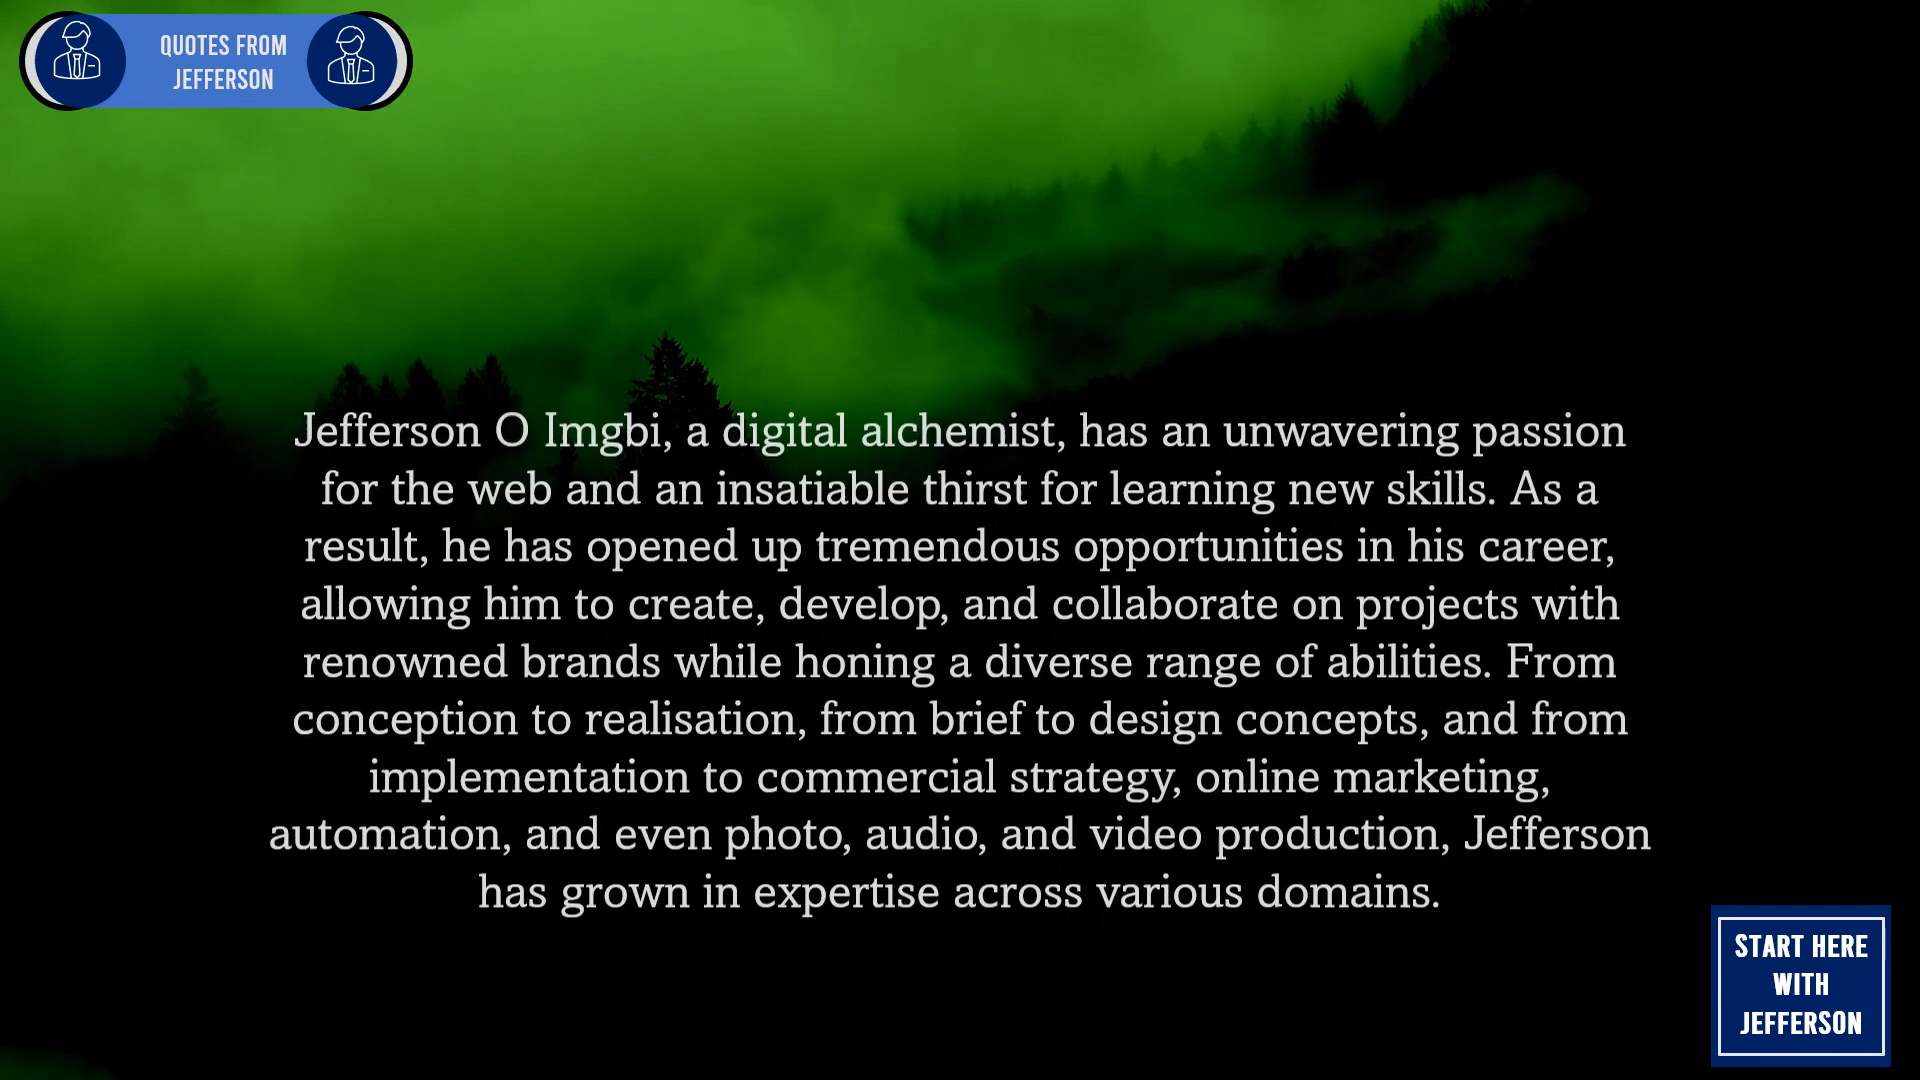 QUOTES FROM
JEFFERSON
Jefferson O Imgbi, a digital alchemist, has an unwavering passion
for the web and an insatiable thirst for learning new skills. As a
result, he has opened up tremendous opportunities in his career,
allowing him to create, develop, and collaborate on projects with
renowned brands while honing a diverse range of abilities. From
conception to realisation, from brief to design concepts, and from
implementation to commercial strategy, online marketing,
automation, and even photo, audio, and video production, Jefferson
has grown in expertise across various domains.
START HERE
WITH
JEFFERSON